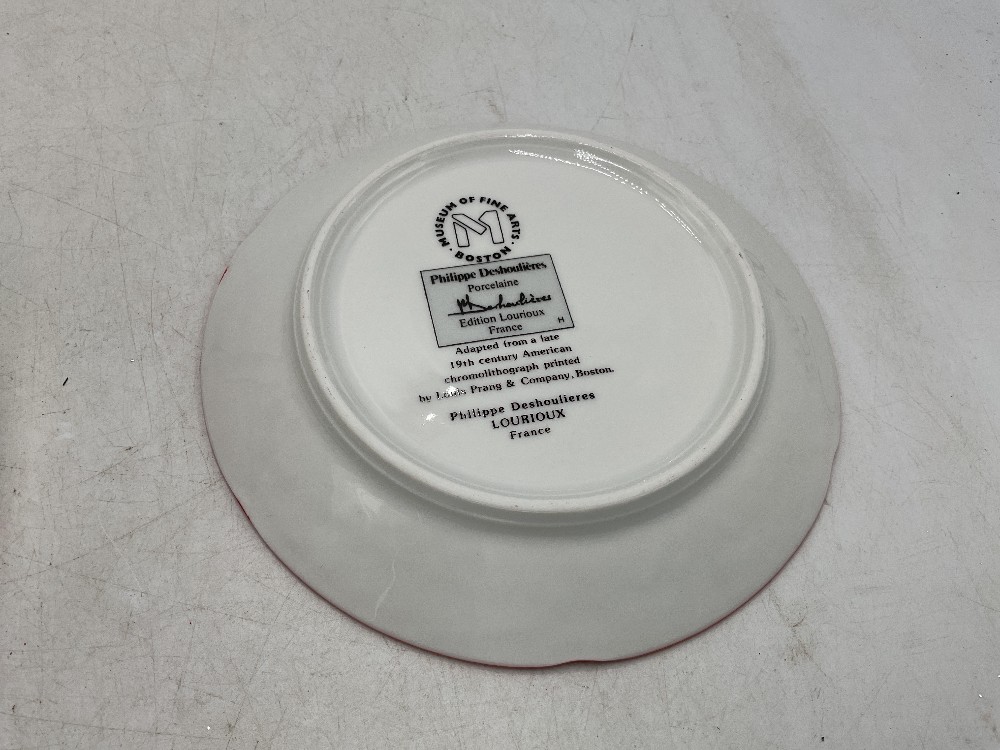 MUSEUM OF FINE ARTS
· BOSTON ·
M
Philippe Deshoulières
Porcelaine
PhDeshoulières
Edition Lourioux
France H
Adapted from a late
19th century American
chromolithograph printed
by Louis Prang & Company, Boston.
Philippe Deshoulieres
LOURIOUX
France